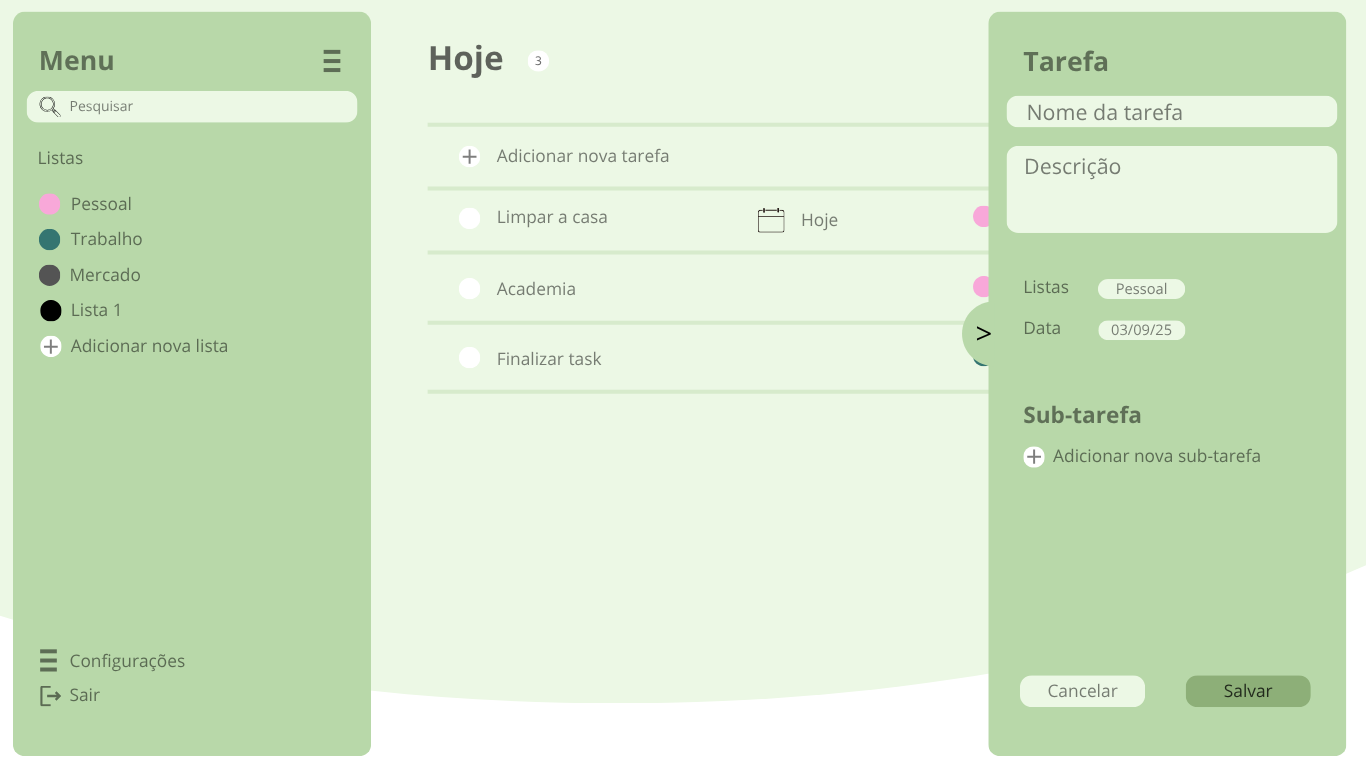 Menu
Pesquisar
Listas
Pessoal
Trabalho
Mercado
Lista 1
Adicionar nova lista
Configurações
Sair
Hoje 3
Adicionar nova tarefa
Limpar a casa Hoje
Academia
Finalizar task
>
Tarefa
Nome da tarefa
Descrição
Listas Pessoal
Data 03/09/25
Sub-tarefa
Adicionar nova sub-tarefa
Cancelar Salvar